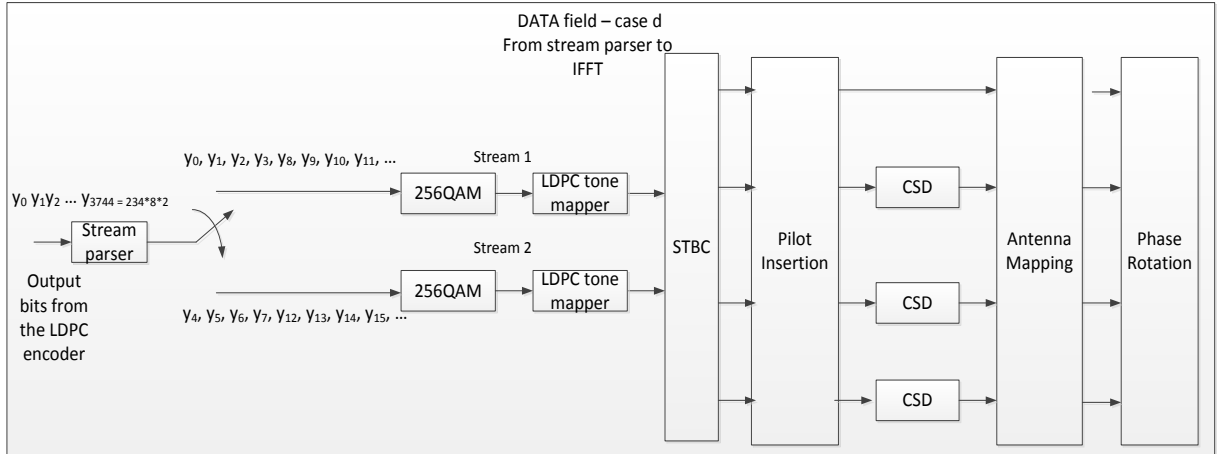 DATA field – case d
From stream parser to
IFFT
y0, y1, y2, y3, y8, y9, y10, y11, ...
Stream 1
256QAM
LDPC tone
mapper
y0 y1y2 ... y3744 = 234*8*2
Stream
parser
Output
bits from
the LDPC
encoder
Stream 2
256QAM
LDPC tone
mapper
y4, y5, y6, y7, y12, y13, y14, y15, ...
STBC
Pilot
Insertion
CSD
CSD
CSD
Antenna
Mapping
Phase
Rotation